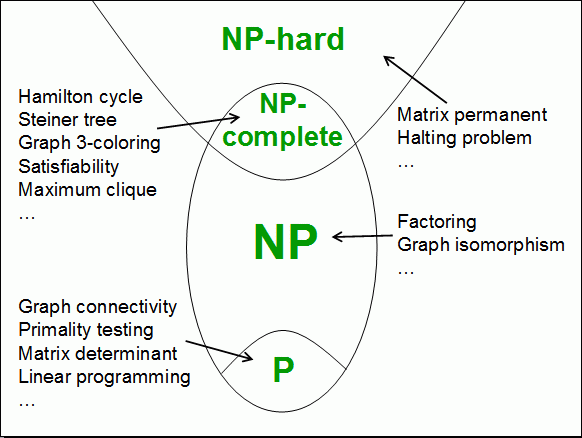 NP-hard
Hamilton cycle
Steiner tree
Graph 3-coloring
Satisfiability
Maximum clique
…
NP-
complete
Matrix permanent
Halting problem
…
NP
Factoring
Graph isomorphism
…
Graph connectivity
Primality testing
Matrix determinant
Linear programming
…
P